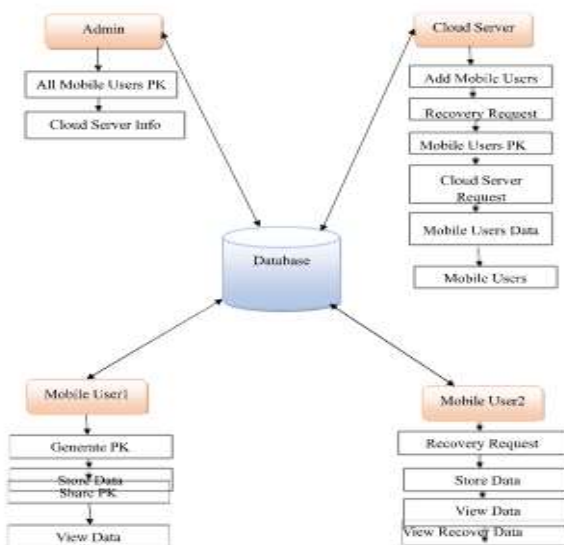 Admin
All Mobile Users PK
Cloud Server Info
Cloud Server
Add Mobile Users
Recovery Request
Mobile Users PK
Cloud Server
Request
Mobile Users Data
Mobile Users
Database
Mobile User1
Generate PK
Store Data
Share PK
View Data
Mobile User2
Recovery Request
Store Data
View Data
View Recover Data